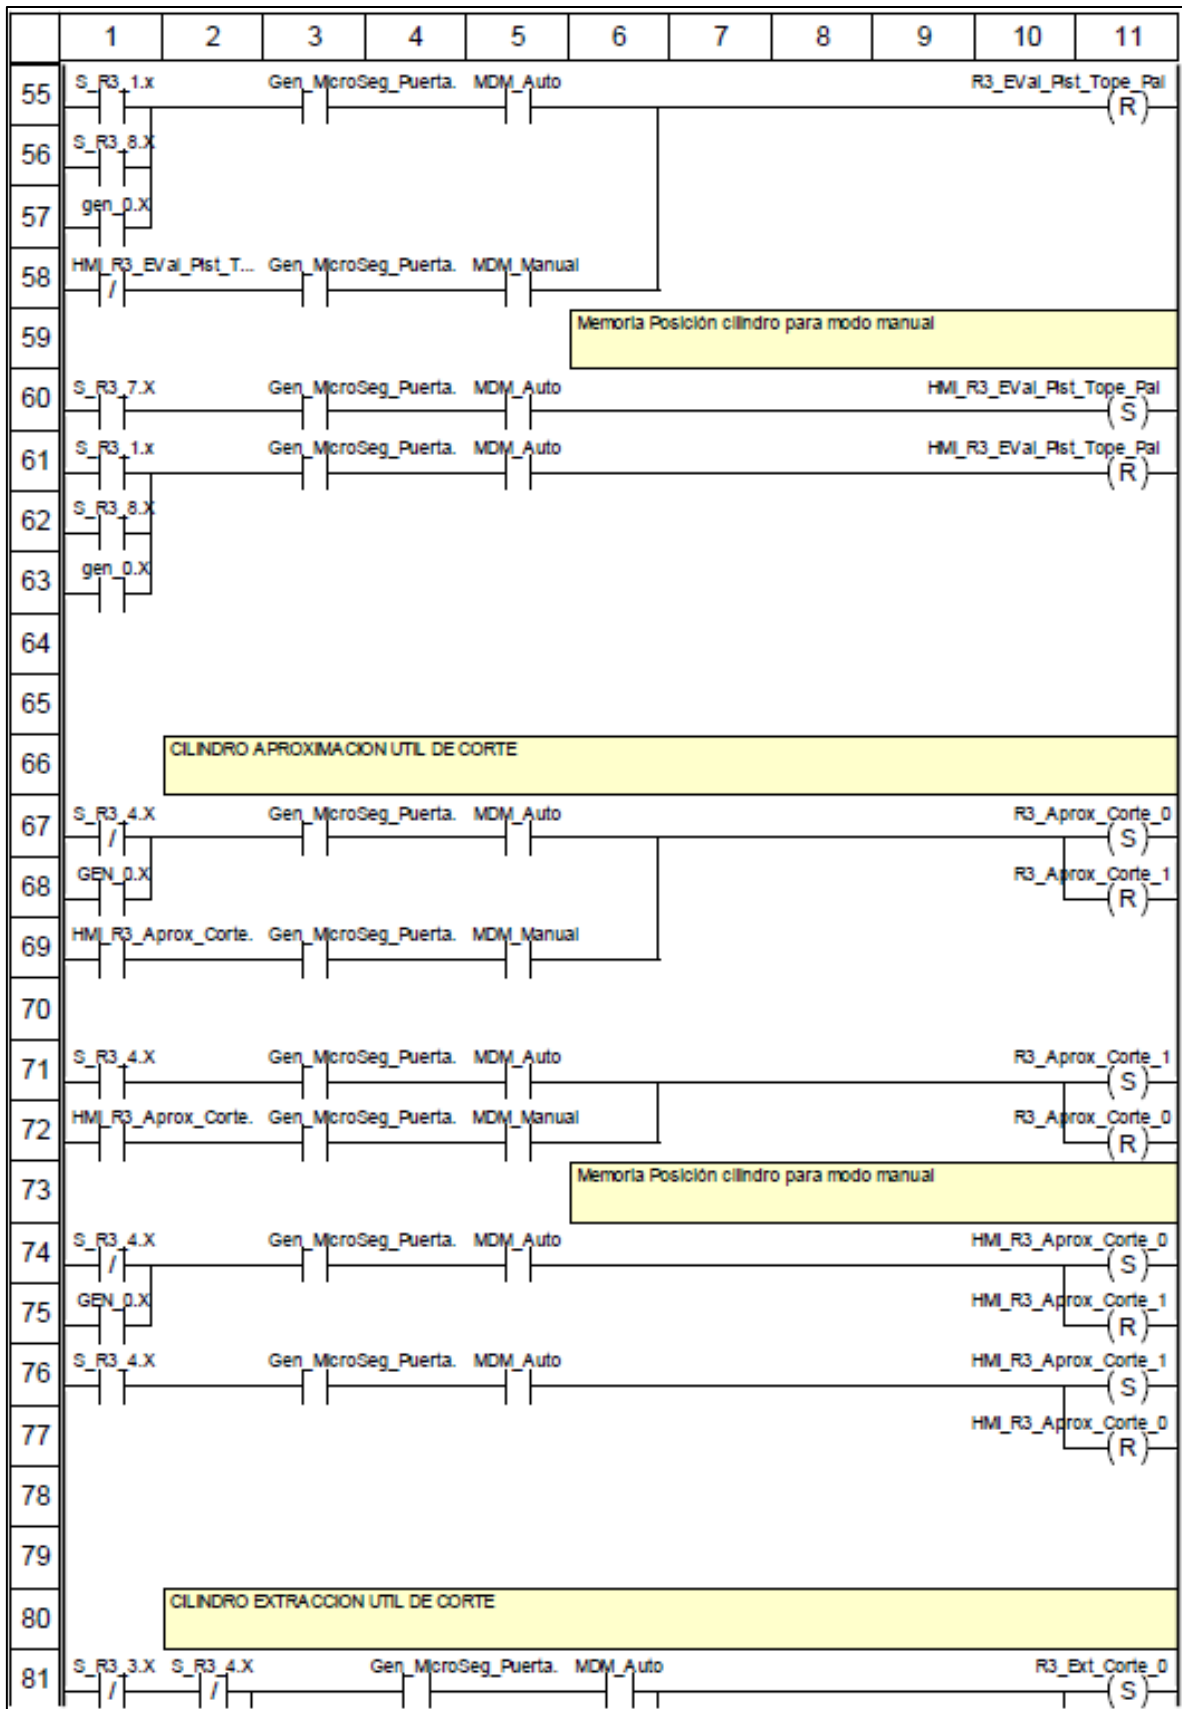 1 2 3 4 5 6 7 8 9 10 11
55 S_R3_1.x Gen_MicroSeg_Puerta. MDM_Auto R3_EVal_Pist_Tope_Pal
(R)
56 S_R3_8.X
57 gen_0.X
58 HMI_R3_EVal_Pist_T... Gen_MicroSeg_Puerta. MDM_Manual
/
59 Memoria Posición cilindro para modo manual
60 S_R3_7.X Gen_MicroSeg_Puerta. MDM_Auto HMI_R3_EVal_Pist_Tope_Pal
(S)
61 S_R3_1.x Gen_MicroSeg_Puerta. MDM_Auto HMI_R3_EVal_Pist_Tope_Pal
(R)
62 S_R3_8.X
63 gen_0.X
64
65
66 CILINDRO APROXIMACION UTIL DE CORTE
67 S_R3_4.X Gen_MicroSeg_Puerta. MDM_Auto R3_Aprox_Corte_0
/ (S)
68 GEN_0.X R3_Aprox_Corte_1
(R)
69 HMI_R3_Aprox_Corte. Gen_MicroSeg_Puerta. MDM_Manual
70
71 S_R3_4.X Gen_MicroSeg_Puerta. MDM_Auto R3_Aprox_Corte_1
(S)
72 HMI_R3_Aprox_Corte. Gen_MicroSeg_Puerta. MDM_Manual R3_Aprox_Corte_0
(R)
73 Memoria Posición cilindro para modo manual
74 S_R3_4.X Gen_MicroSeg_Puerta. MDM_Auto HMI_R3_Aprox_Corte_0
/ (S)
75 GEN_0.X HMI_R3_Aprox_Corte_1
(R)
76 S_R3_4.X Gen_MicroSeg_Puerta. MDM_Auto HMI_R3_Aprox_Corte_1
(S)
77 HMI_R3_Aprox_Corte_0
(R)
78
79
80 CILINDRO EXTRACCION UTIL DE CORTE
81 S_R3_3.X S_R3_4.X Gen_MicroSeg_Puerta. MDM_Auto R3_Ext_Corte_0
/ / (S)